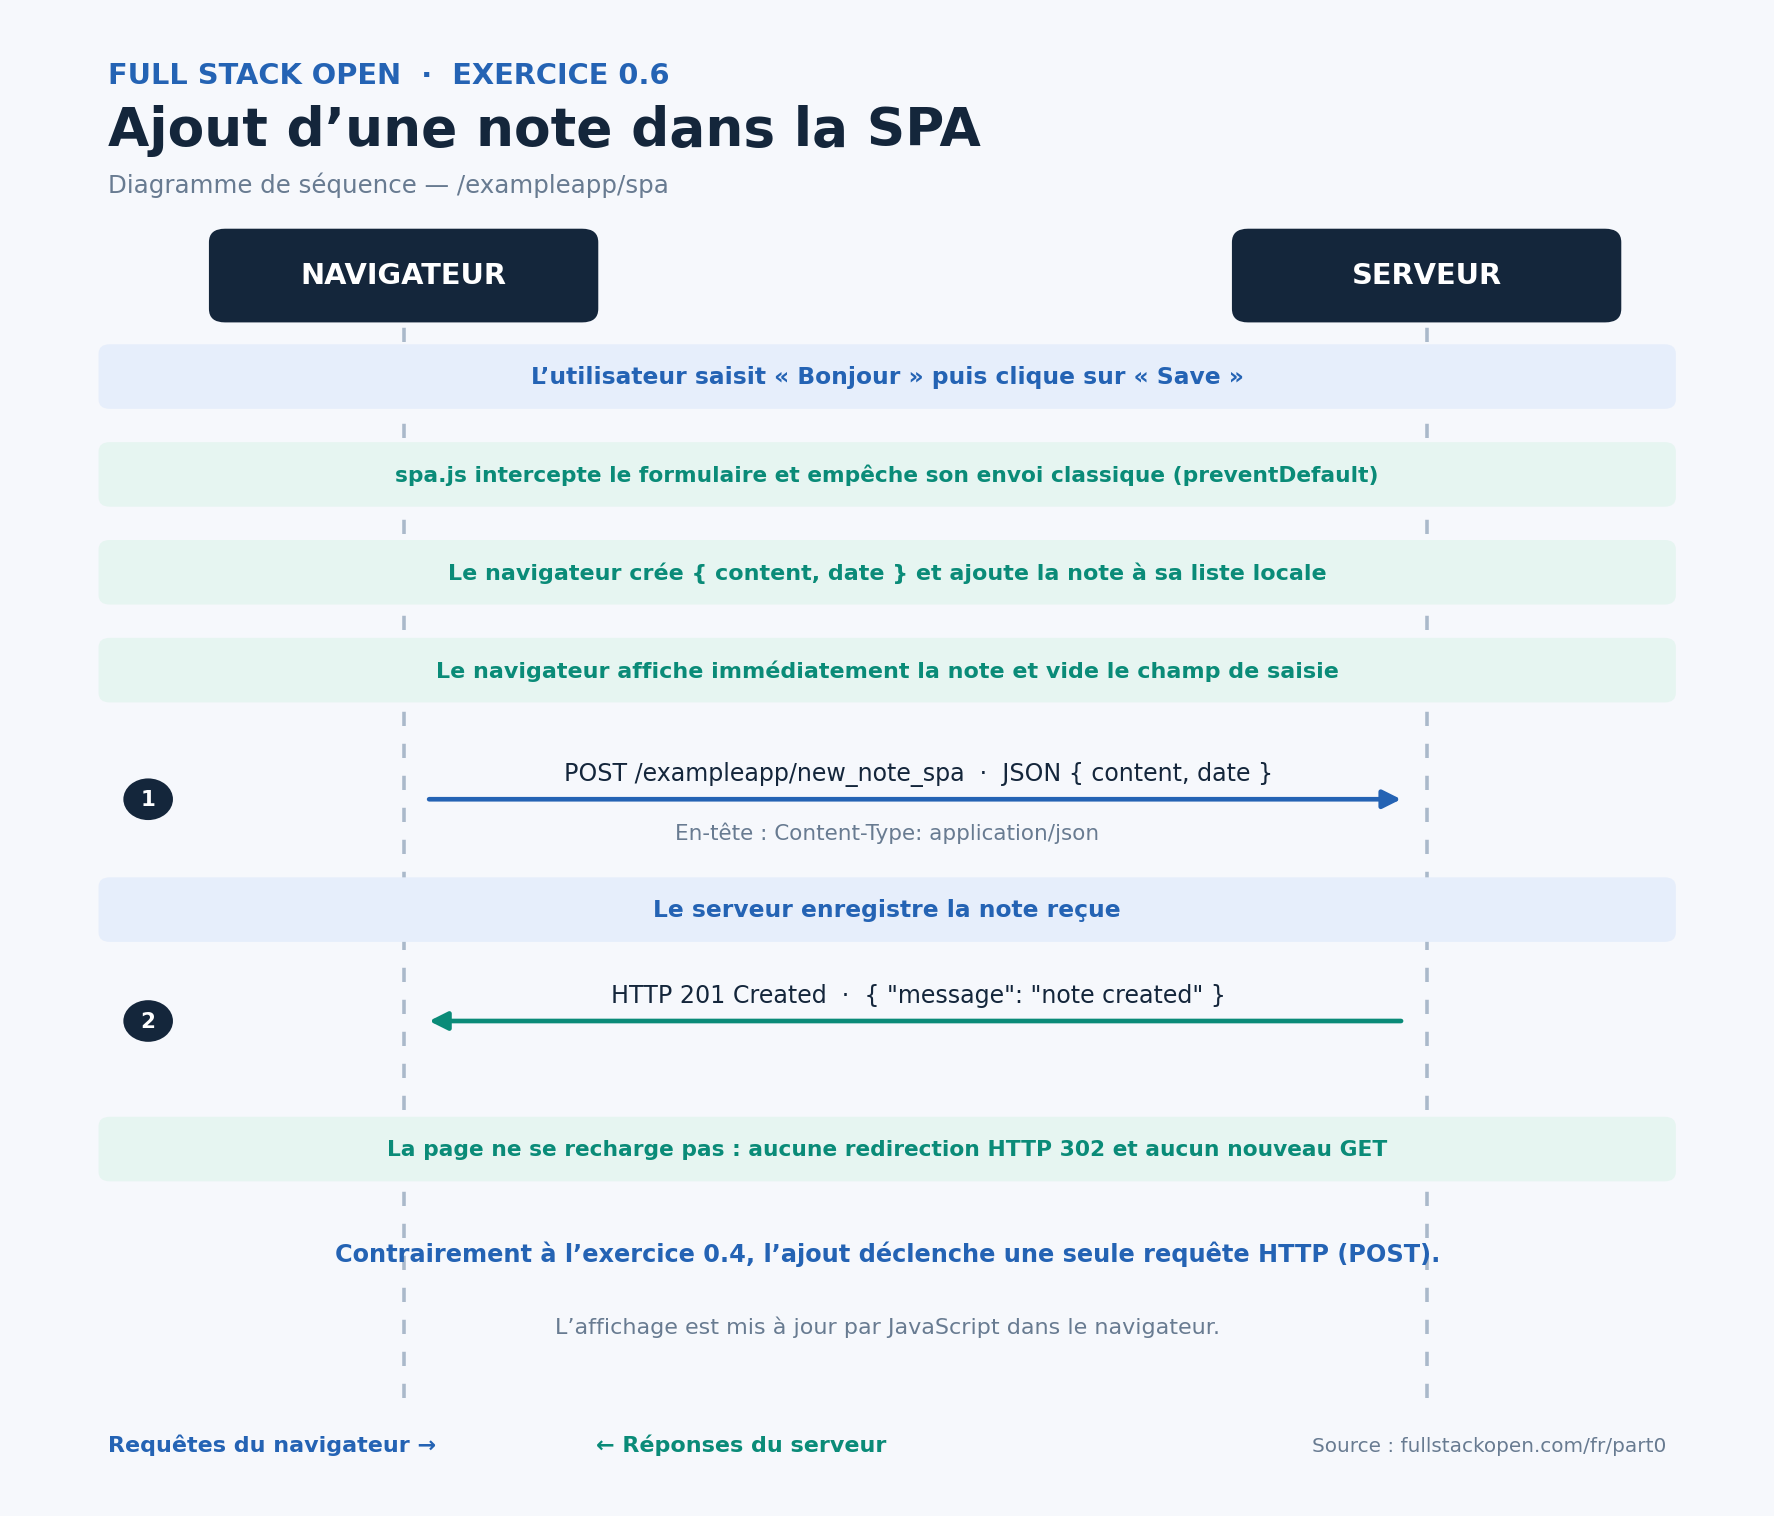 FULL STACK OPEN · EXERCICE 0.6
Ajout d’une note dans la SPA
Diagramme de séquence — /exampleapp/spa
NAVIGATEUR
SERVEUR
L’utilisateur saisit « Bonjour » puis clique sur « Save »
spa.js intercepte le formulaire et empêche son envoi classique (preventDefault)
Le navigateur crée { content, date } et ajoute la note à sa liste locale
Le navigateur affiche immédiatement la note et vide le champ de saisie
POST /exampleapp/new_note_spa · JSON { content, date }
1
En-tête : Content-Type: application/json
Le serveur enregistre la note reçue
HTTP 201 Created · { "message": "note created" }
2
La page ne se recharge pas : aucune redirection HTTP 302 et aucun nouveau GET
Contrairement à l’exercice 0.4, l’ajout déclenche une seule requête HTTP (POST).
L’affichage est mis à jour par JavaScript dans le navigateur.
Requêtes du navigateur →
← Réponses du serveur
Source : fullstackopen.com/fr/part0